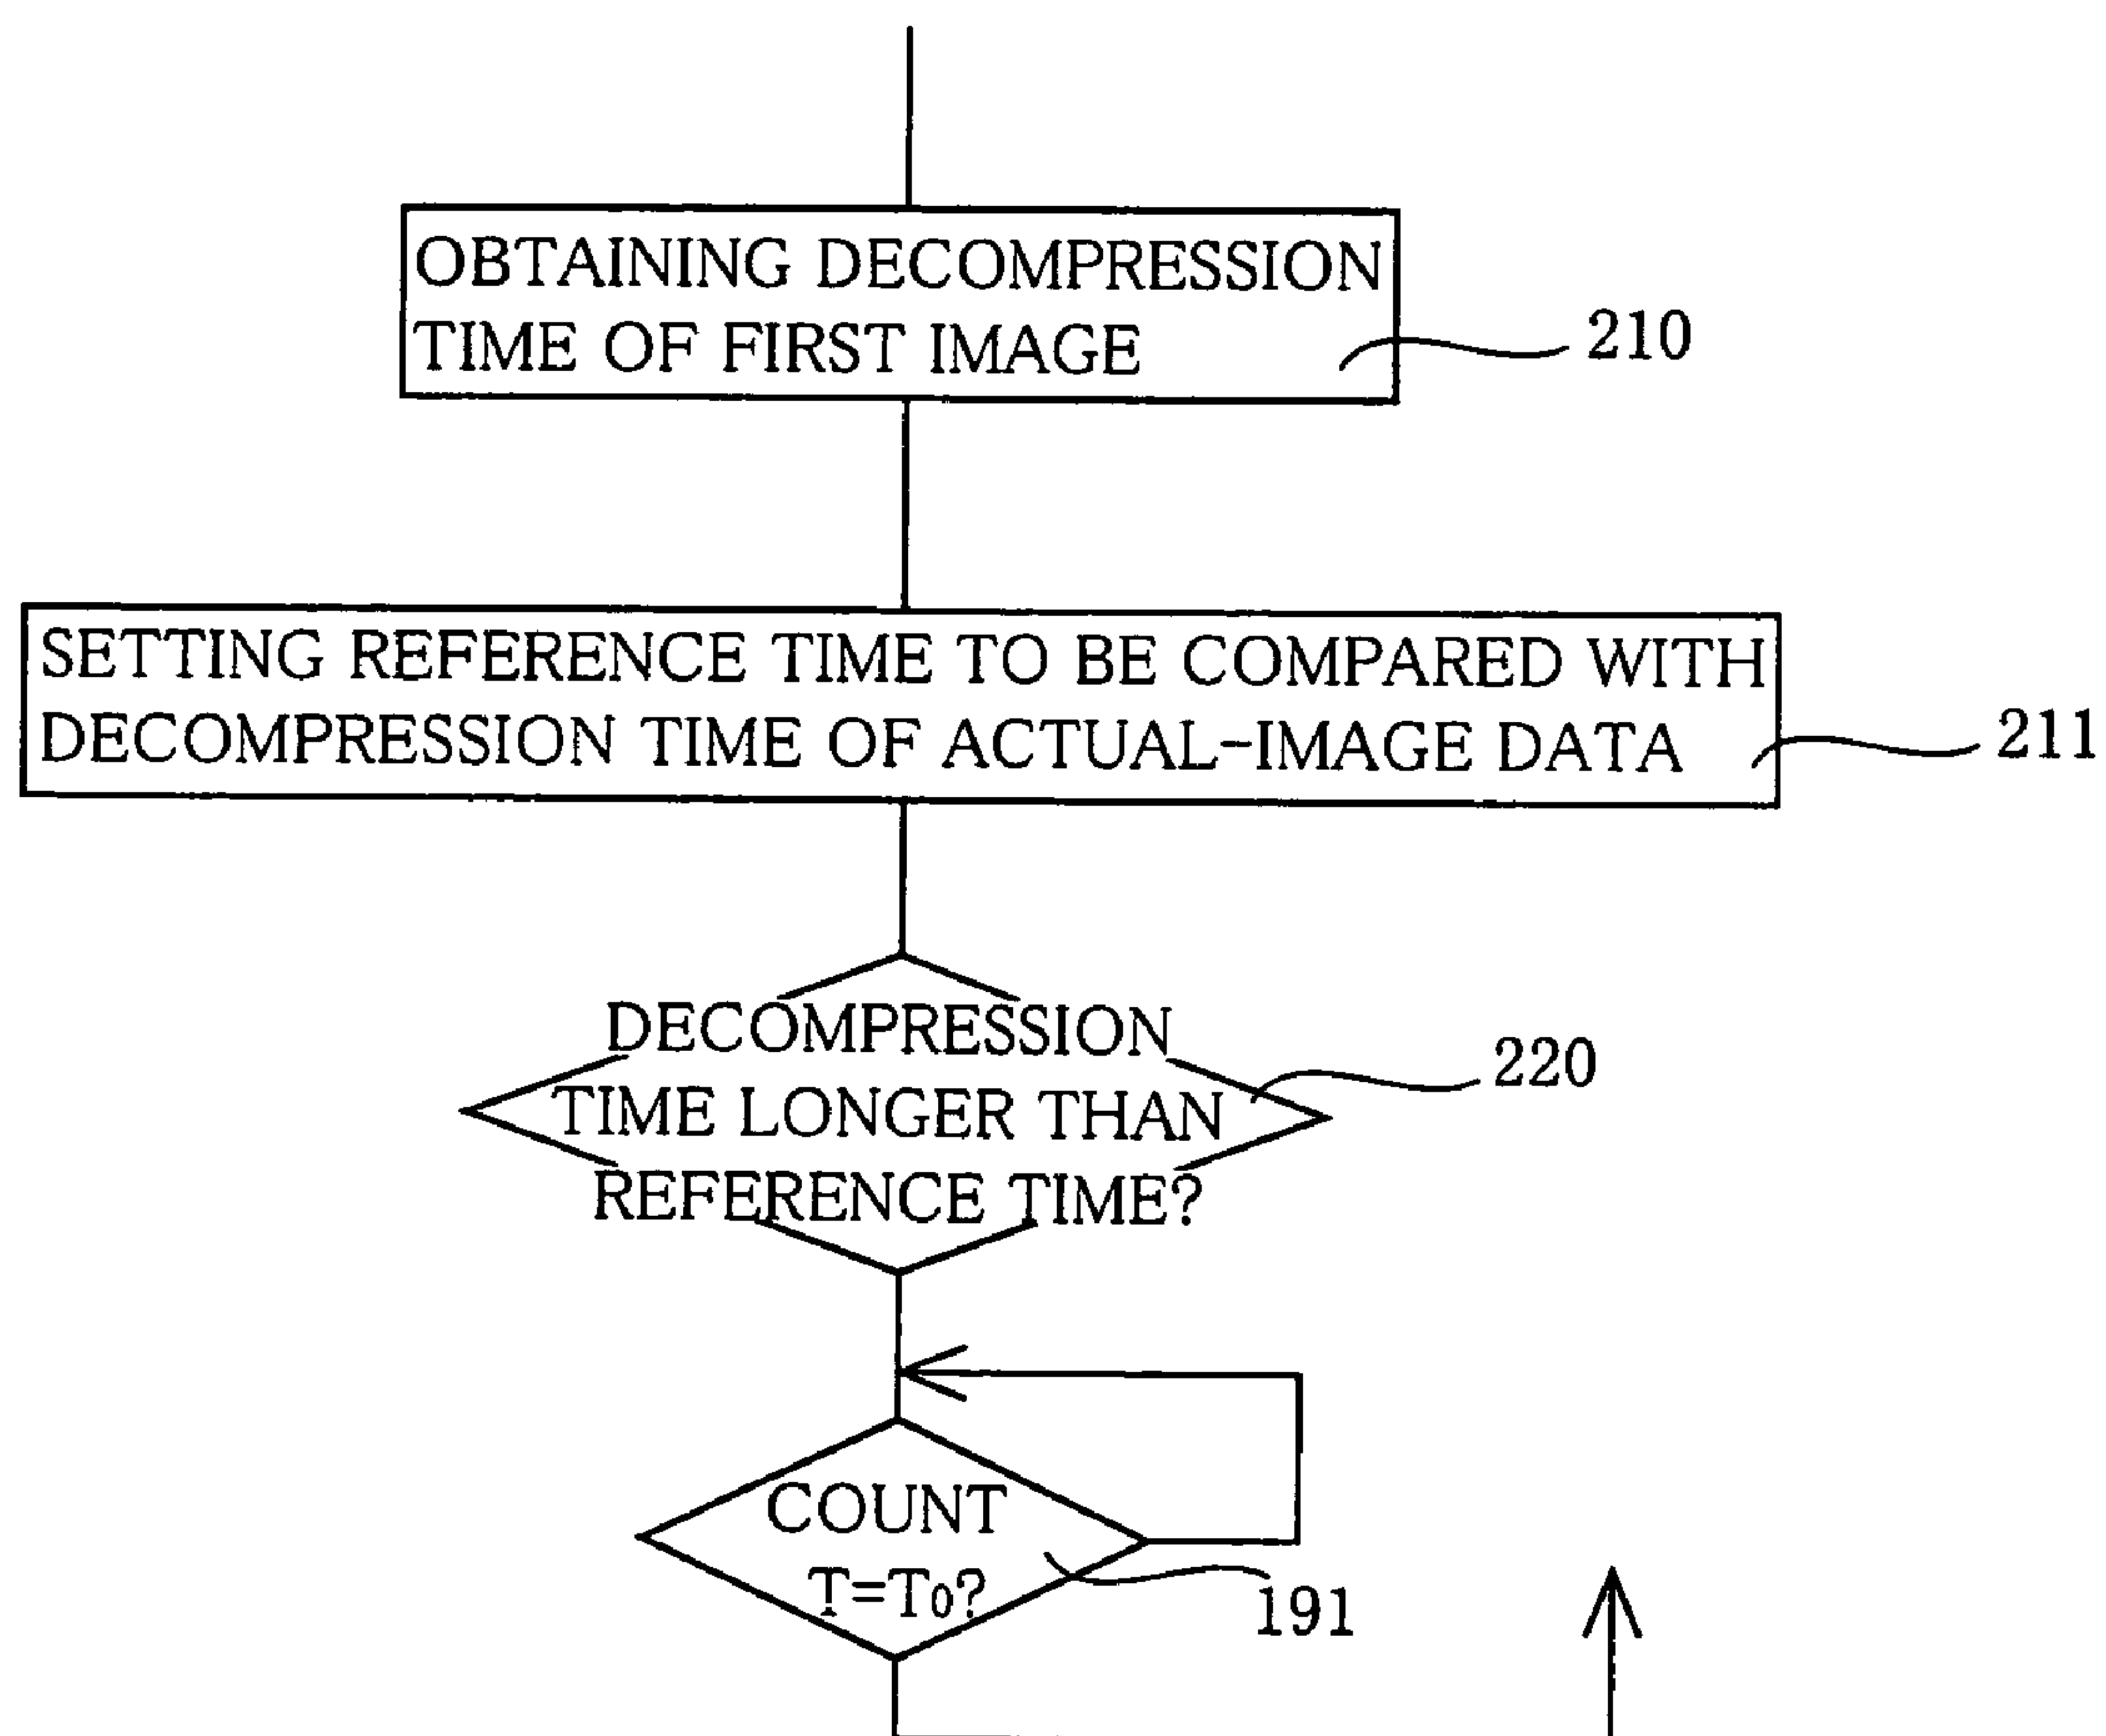 OBTAINING DECOMPRESSION
TIME OF FIRST IMAGE
210
SETTING REFERENCE TIME TO BE COMPARED WITH
DECOMPRESSION TIME OF ACTUAL-IMAGE DATA
211
DECOMPRESSION
TIME LONGER THAN
REFERENCE TIME?
220
COUNT
T=T₀?
191